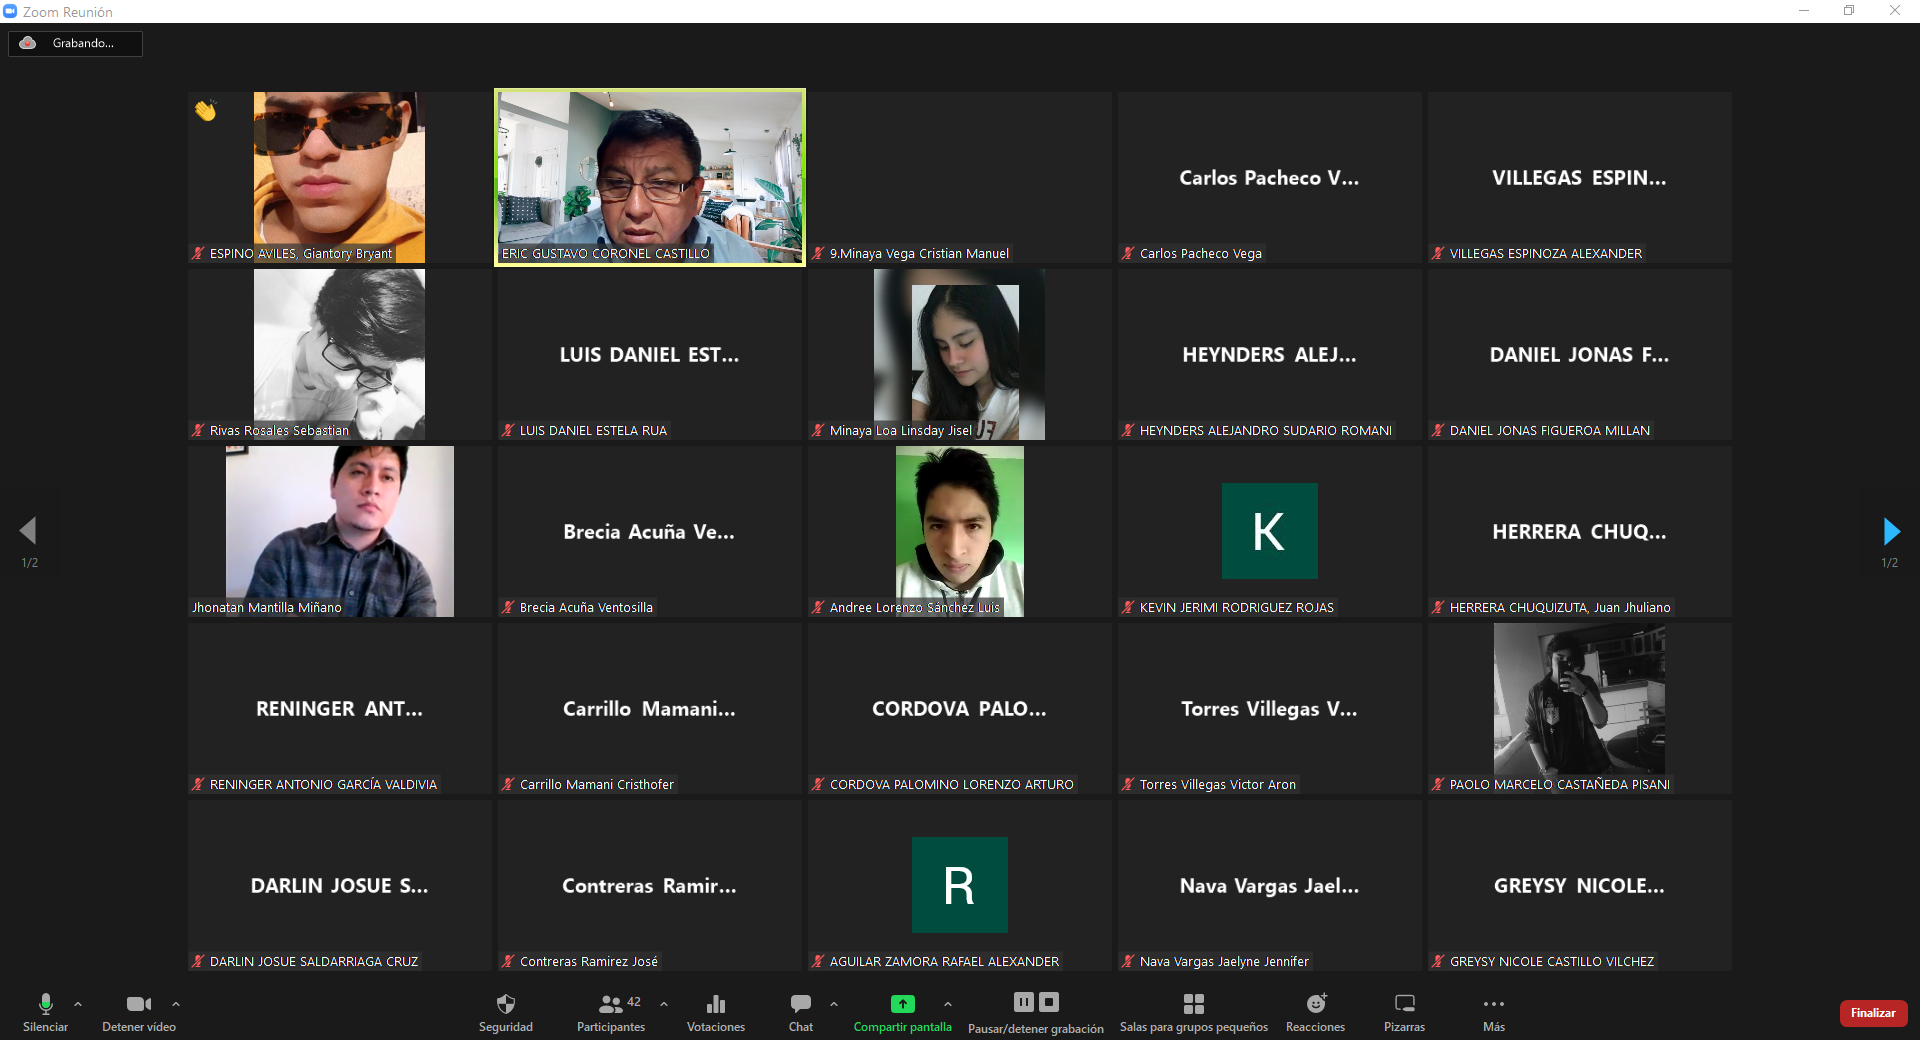 Zoom Reunión
Grabando...
ESPINO AVILES, Giantory Bryant
ERIC GUSTAVO CORONEL CASTILLO
9.Minaya Vega Cristian Manuel
Carlos Pacheco V...
Carlos Pacheco Vega
VILLEGAS ESPIN...
VILLEGAS ESPINOZA ALEXANDER
Rivas Rosales Sebastian
LUIS DANIEL EST...
LUIS DANIEL ESTELA RUA
Minaya Loa Linsday Jisel
HEYNDERS ALEJ...
HEYNDERS ALEJANDRO SUDARIO ROMANI
DANIEL JONAS F...
DANIEL JONAS FIGUEROA MILLAN
1/2
Jhonatan Mantilla Miñano
Brecia Acuña Ve...
Brecia Acuña Ventosilla
Andree Lorenzo Sánchez Luis
K
KEVIN JERIMI RODRIGUEZ ROJAS
HERRERA CHUQ...
HERRERA CHUQUIZUTA, Juan Jhuliano
1/2
RENINGER ANT...
RENINGER ANTONIO GARCÍA VALDIVIA
Carrillo Mamani...
Carrillo Mamani Cristhofer
CORDOVA PALO...
CORDOVA PALOMINO LORENZO ARTURO
Torres Villegas V...
Torres Villegas Victor Aron
PAOLO MARCELO CASTAÑEDA PISANI
DARLIN JOSUE S...
DARLIN JOSUE SALDARRIAGA CRUZ
Contreras Ramir...
Contreras Ramirez José
R
AGUILAR ZAMORA RAFAEL ALEXANDER
Nava Vargas Jael...
Nava Vargas Jaelyne Jennifer
GREYSY NICOLE...
GREYSY NICOLE CASTILLO VILCHEZ
Silenciar
Detener vídeo
Seguridad
42
Participantes
Votaciones
Chat
Compartir pantalla
Pausar/detener grabación
Salas para grupos pequeños
Reacciones
Pizarras
Más
Finalizar